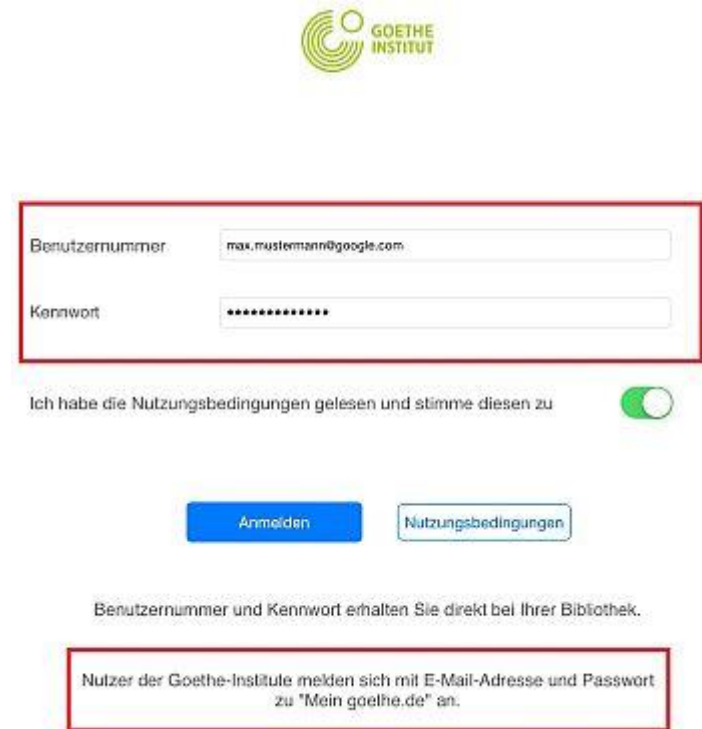 GOETHE
INSTITUT
Benutzernummer
max.mustermann@google.com
Kennwort
•••••••••••••
Ich habe die Nutzungsbedingungen gelesen und stimme diesen zu
Anmelden
Nutzungsbedingungen
Benutzernummer und Kennwort erhalten Sie direkt bei Ihrer Bibliothek.
Nutzer der Goethe-Institute melden sich mit E-Mail-Adresse und Passwort
zu "Mein goethe.de" an.